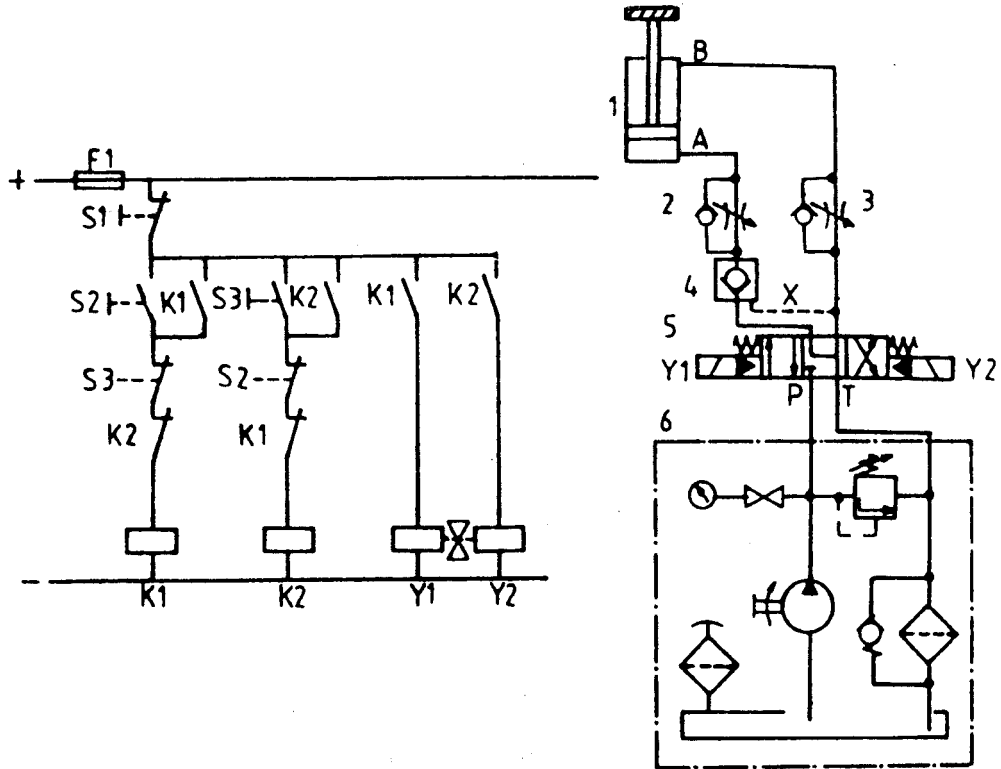 + F1
S1
S2 K1 S3 K2 K1 K2
S3 S2
K2 K1
−
K1 K2 Y1 Y2
B
1
A
2 3
4 X
5
Y1 Y2
P T
6